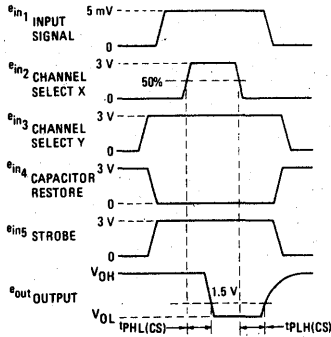 ein1 INPUT SIGNAL
5 mV
0
ein2 CHANNEL SELECT X
3 V
50%
0
ein3 CHANNEL SELECT Y
3 V
0
ein4 CAPACITOR RESTORE
3 V
0
ein5 STROBE
3 V
0
eout OUTPUT
VOH
1.5 V
VOL
tPHL(CS)
tPLH(CS)